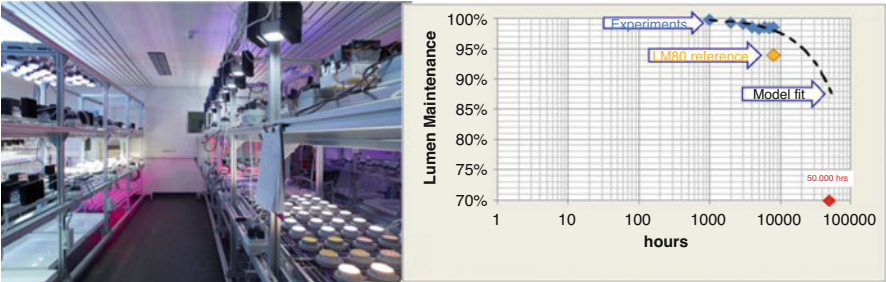 Lumen Maintenance
100%
95%
90%
85%
80%
75%
70%
Experiments
LM80 reference
Model fit
50.000 hrs
1 10 100 1000 10000 100000
hours